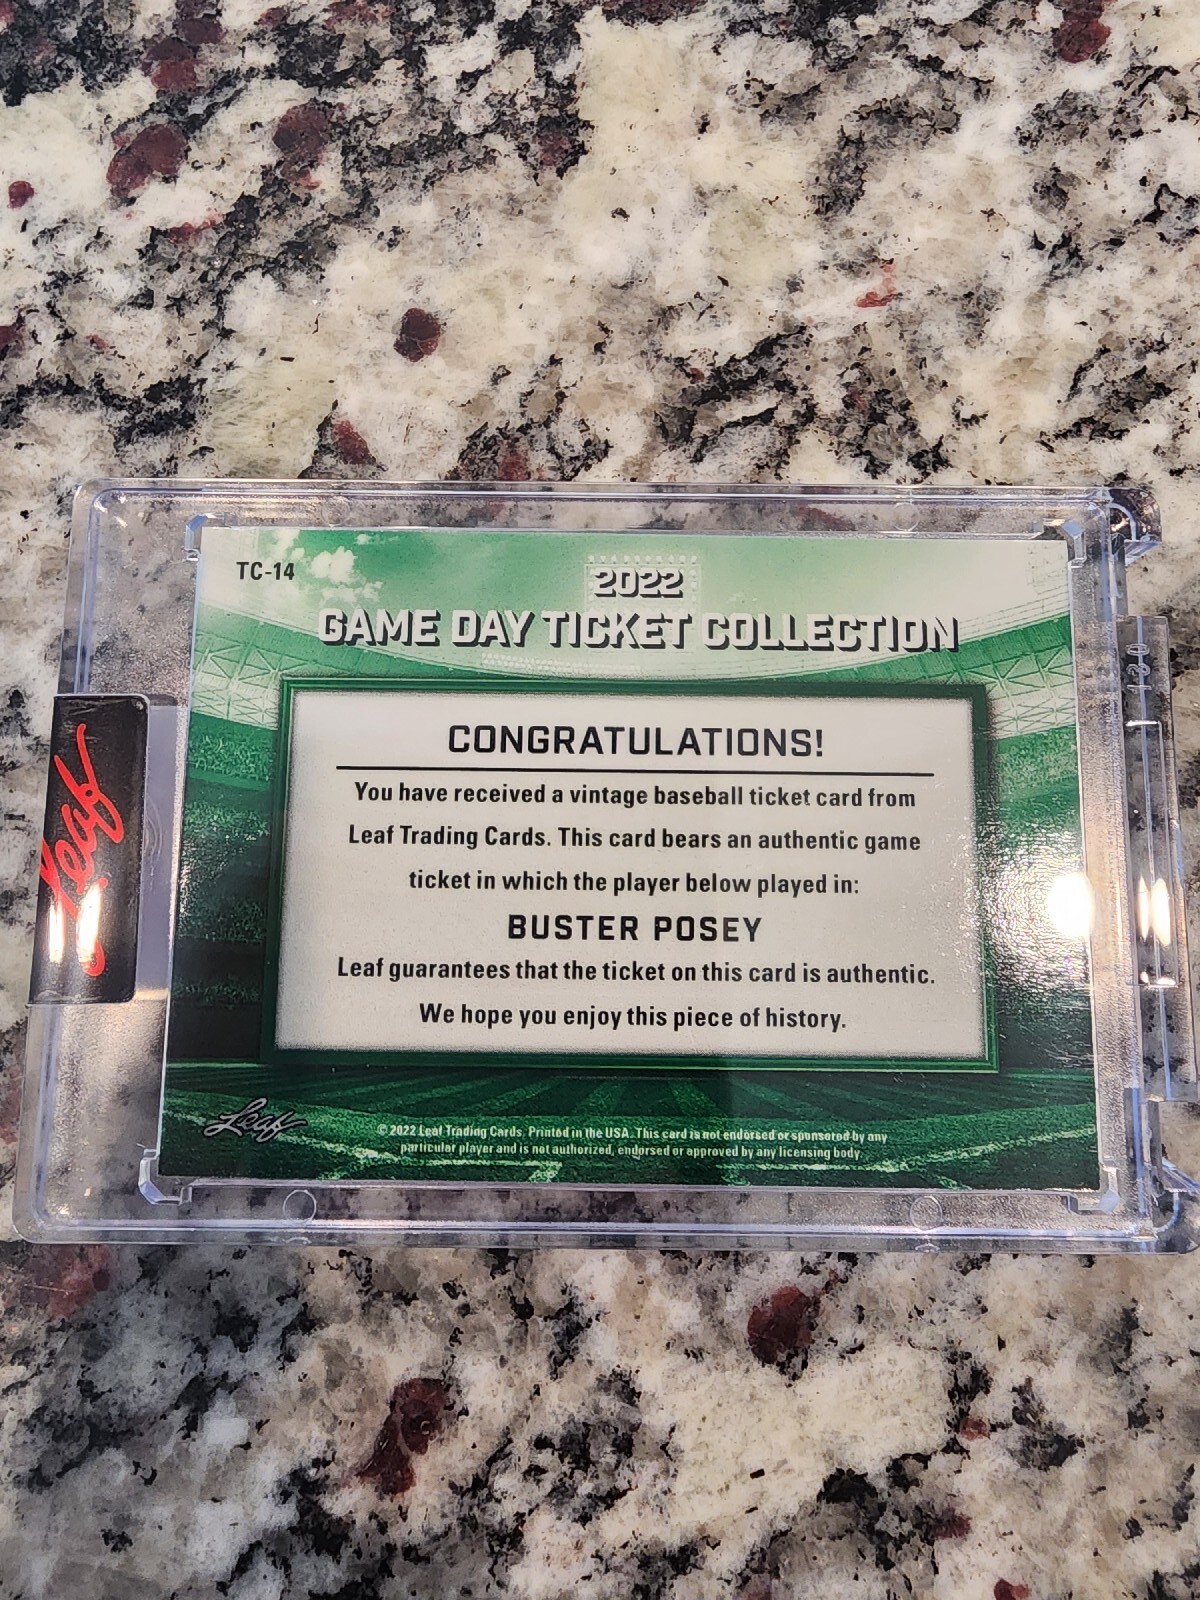 TC-14
2022
GAME DAY TICKET COLLECTION
CONGRATULATIONS!
You have received a vintage baseball ticket card from
Leaf Trading Cards. This card bears an authentic game
ticket in which the player below played in:
BUSTER POSEY
Leaf guarantees that the ticket on this card is authentic.
We hope you enjoy this piece of history.
Leaf
© 2022 Leaf Trading Cards. Printed in the USA. This card is not endorsed or sponsored by any
particular player and is not authorized, endorsed or approved by any licensing body.
Leaf